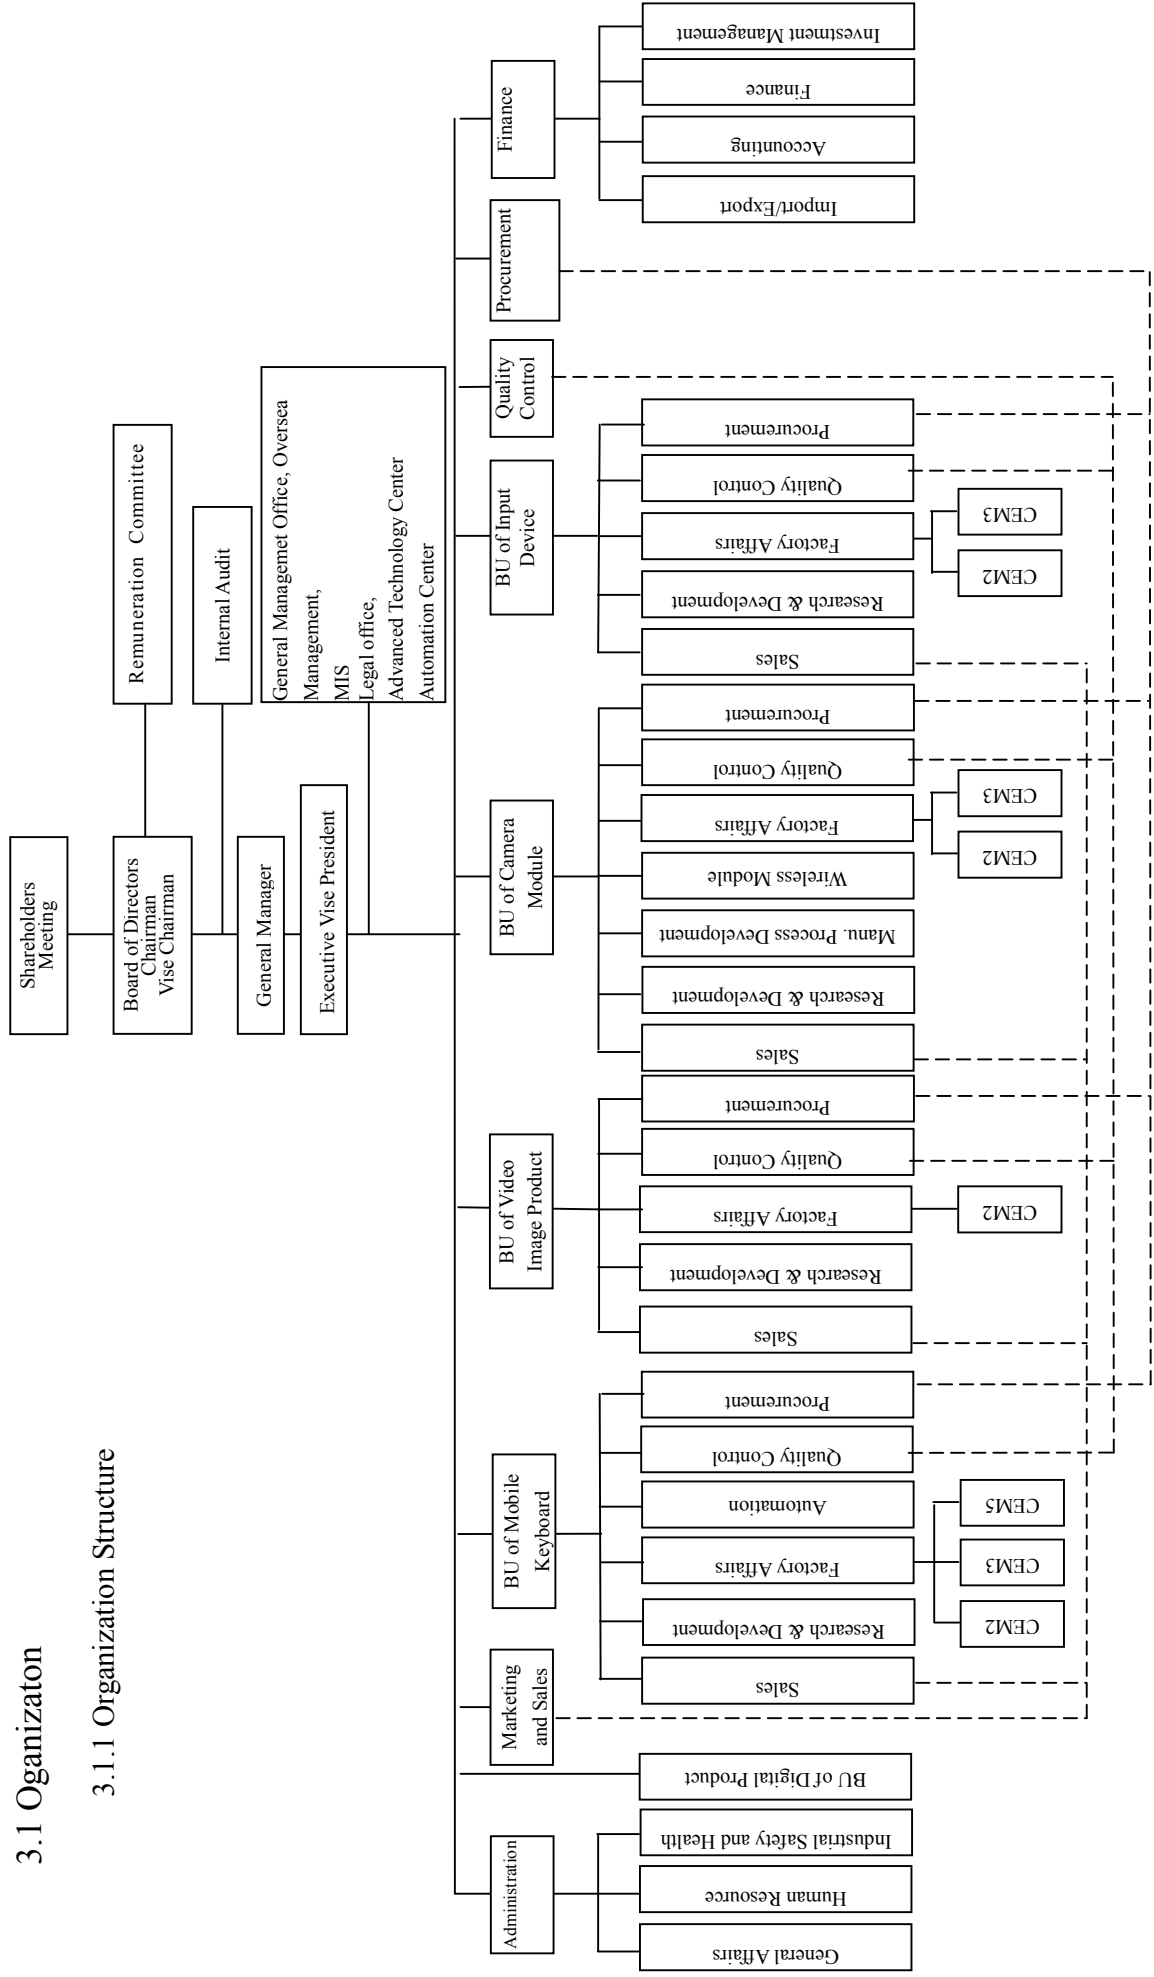 3.1 Oganizaton
3.1.1 Organization Structure
Shareholders
Meeting
Board of Directors
Chairman
Vise Chairman
Remuneration Committee
Internal Audit
General Manager
Executive Vise President
General Managemet Office, Oversea
Management,
MIS
Legal office,
Advanced Technology Center
Automation Center
Administration
Marketing
and Sales
BU of Mobile
Keyboard
BU of Video
Image Product
BU of Camera
Module
BU of Input
Device
Quality
Control
Procurement
Finance
General Affairs
Human Resource
Industrial Safety and Health
BU of Digital Product
Sales
Research & Development
Factory Affairs
Automation
Quality Control
Procurement
Sales
Research & Development
Factory Affairs
Quality Control
Procurement
Sales
Research & Development
Manu. Process Development
Wireless Module
Factory Affairs
Quality Control
Procurement
Sales
Research & Development
Factory Affairs
Quality Control
Procurement
Import/Export
Accounting
Finance
Investment Management
CEM2
CEM3
CEM5
CEM2
CEM2
CEM3
CEM2
CEM3